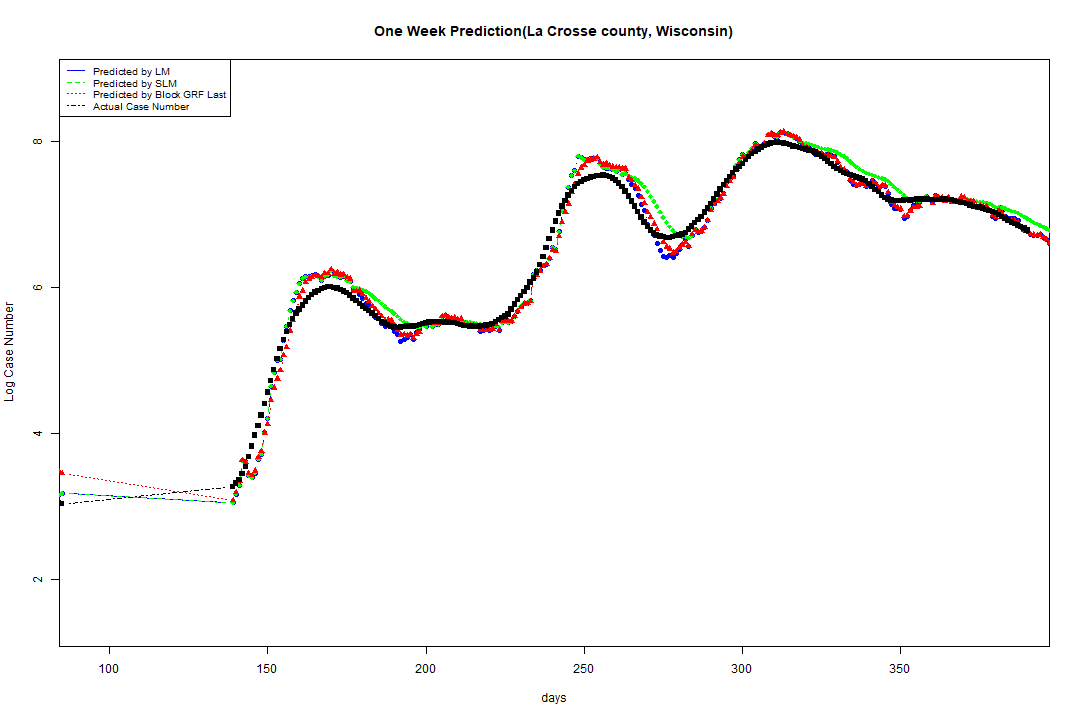 One Week Prediction(La Crosse county, Wisconsin)
Predicted by LM
Predicted by SLM
Predicted by Block GRF Last
Actual Case Number
8
6
4
2
Log Case Number
100 150 200 250 300 350
days